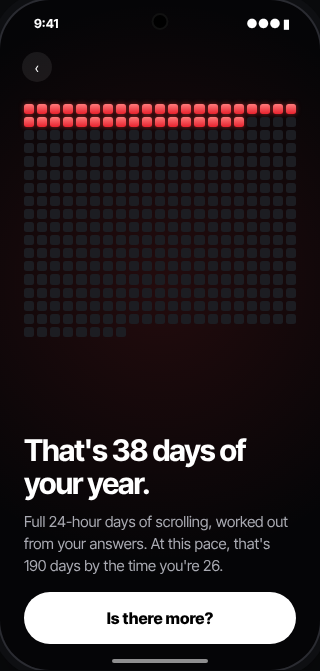 9:41
‹
That's 38 days of
your year.
Full 24-hour days of scrolling, worked out
from your answers. At this pace, that's
190 days by the time you're 26.
Is there more?